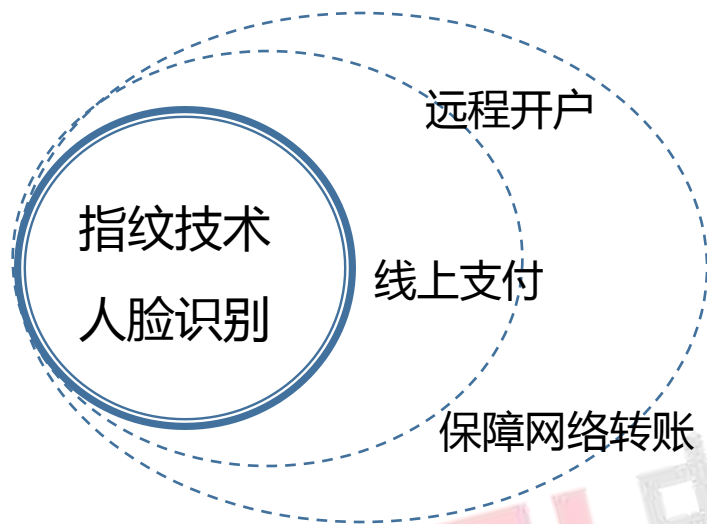 远程开户
指纹技术
线上支付
人脸识别
保障网络转账